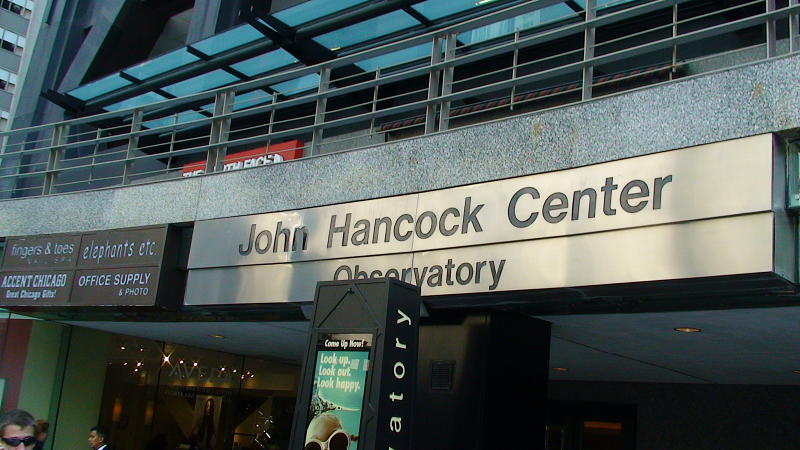 John Hancock Center
Observatory
fingers & toes
elephants etc.
ACCENT CHICAGO
Great Chicago Gifts!
OFFICE SUPPLY
& PHOTO
Come Up Now!
Look up.
Look out.
Look happy.
vatory